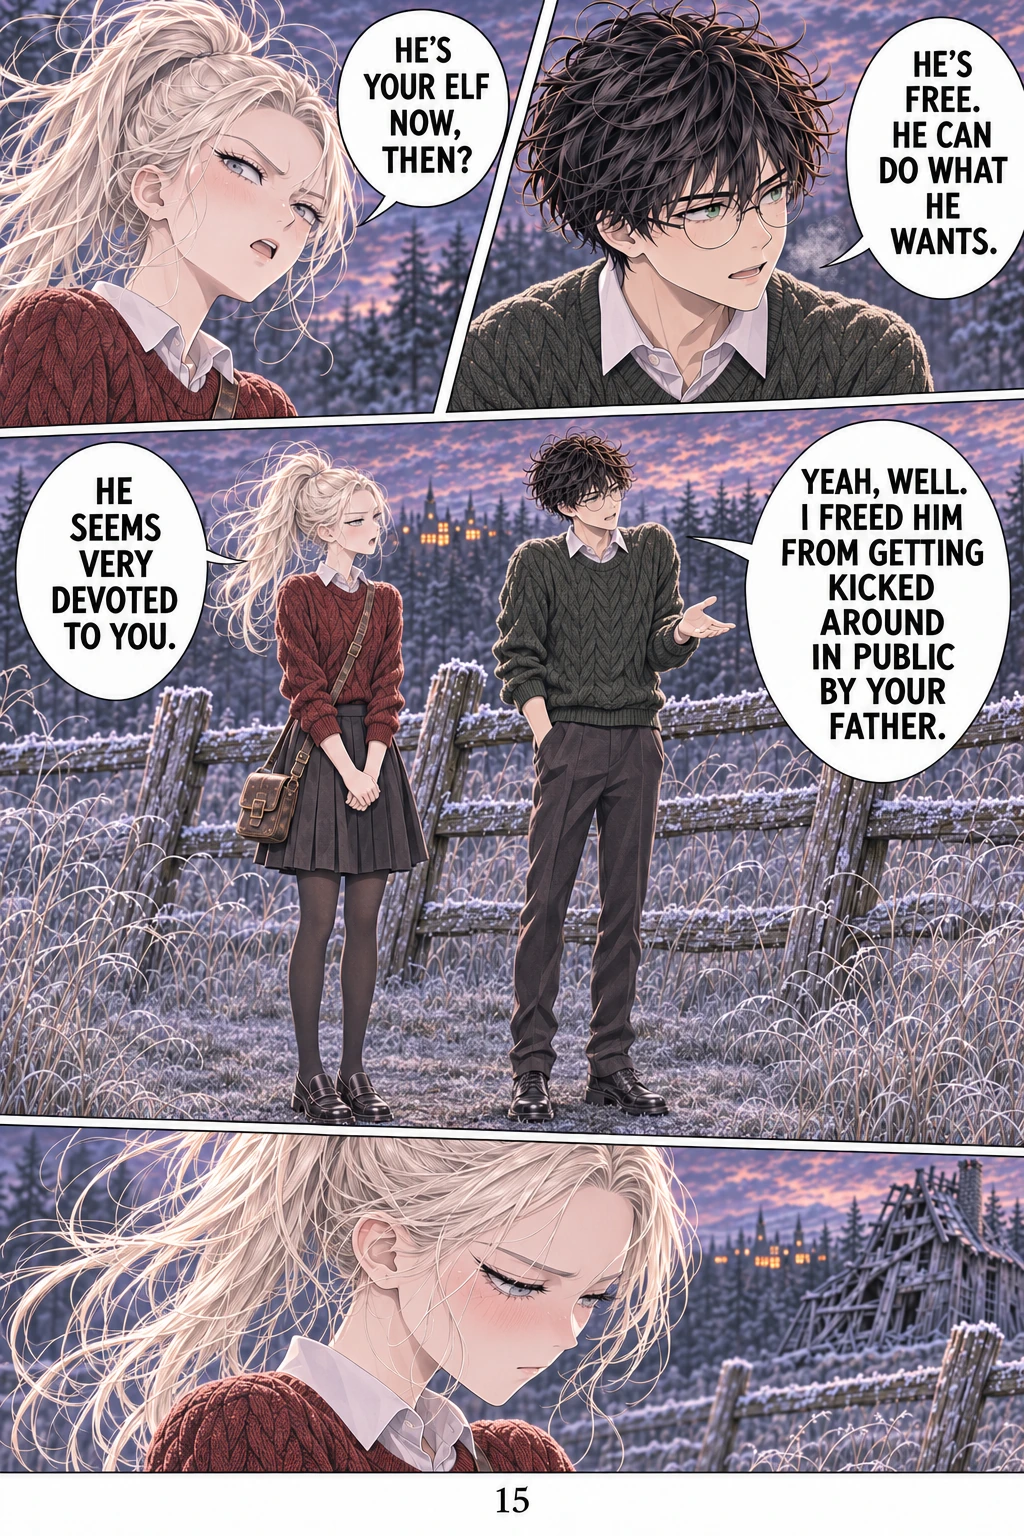 HE'S
YOUR ELF
NOW,
THEN?
HE'S
FREE.
HE CAN
DO WHAT
HE
WANTS.
HE
SEEMS
VERY
DEVOTED
TO YOU.
YEAH, WELL.
I FREED HIM
FROM GETTING
KICKED
AROUND
IN PUBLIC
BY YOUR
FATHER.
15